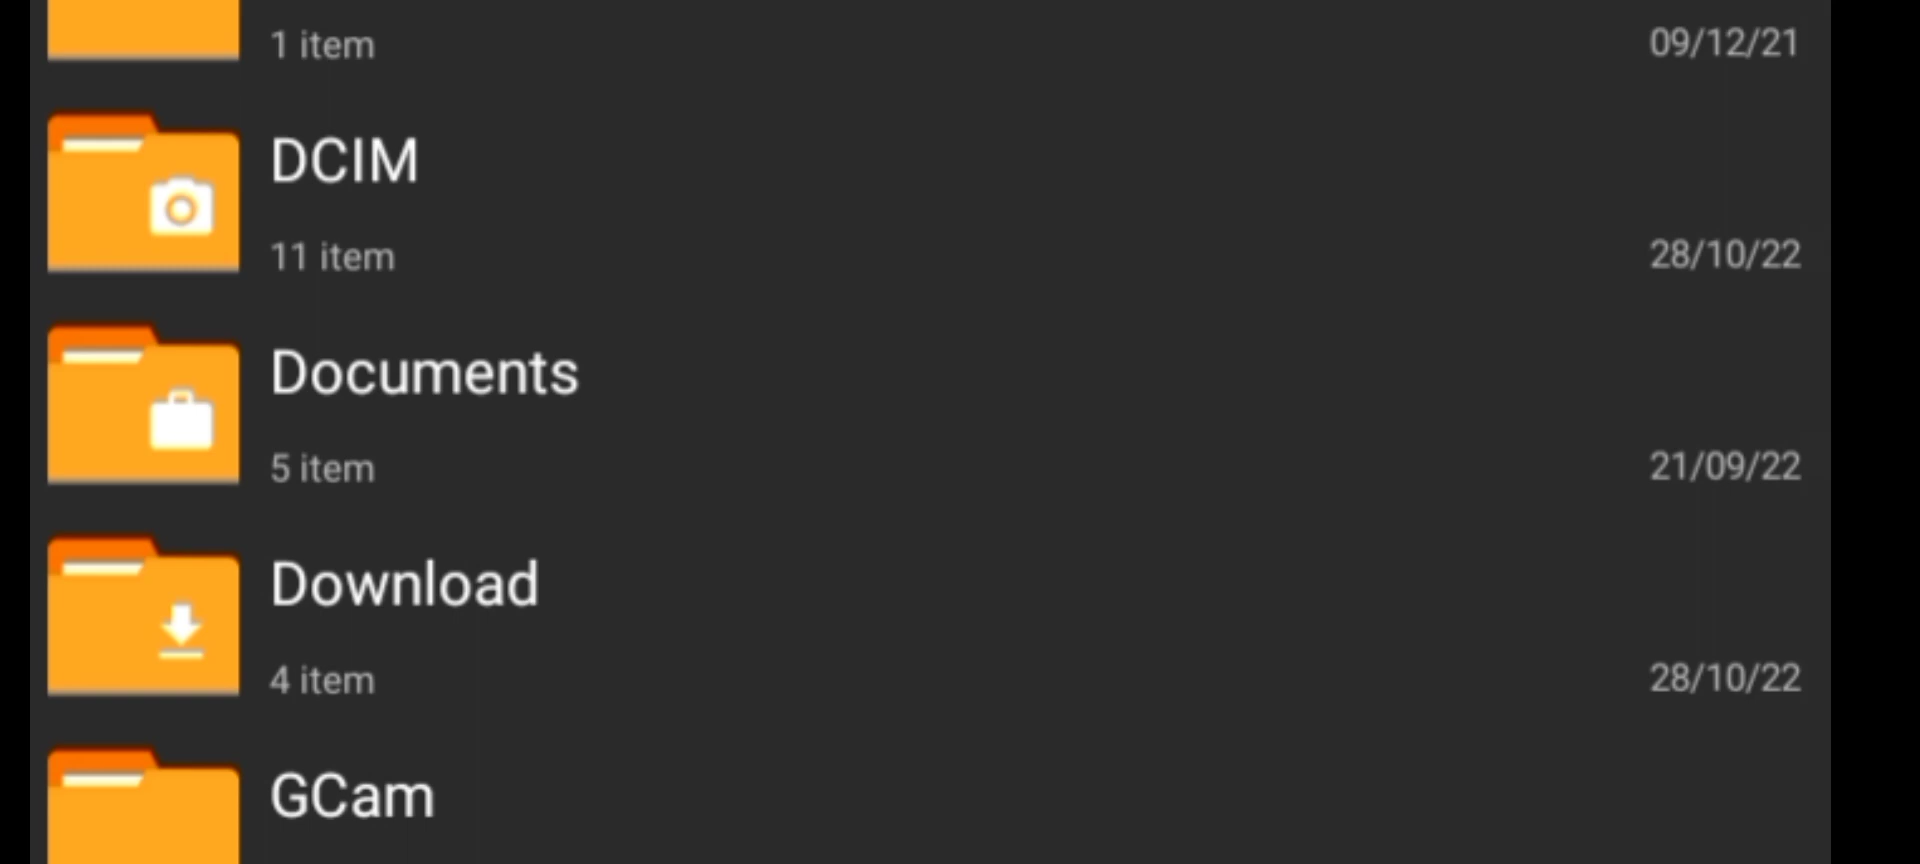 1 item 09/12/21
DCIM
11 item 28/10/22
Documents
5 item 21/09/22
Download
4 item 28/10/22
GCam